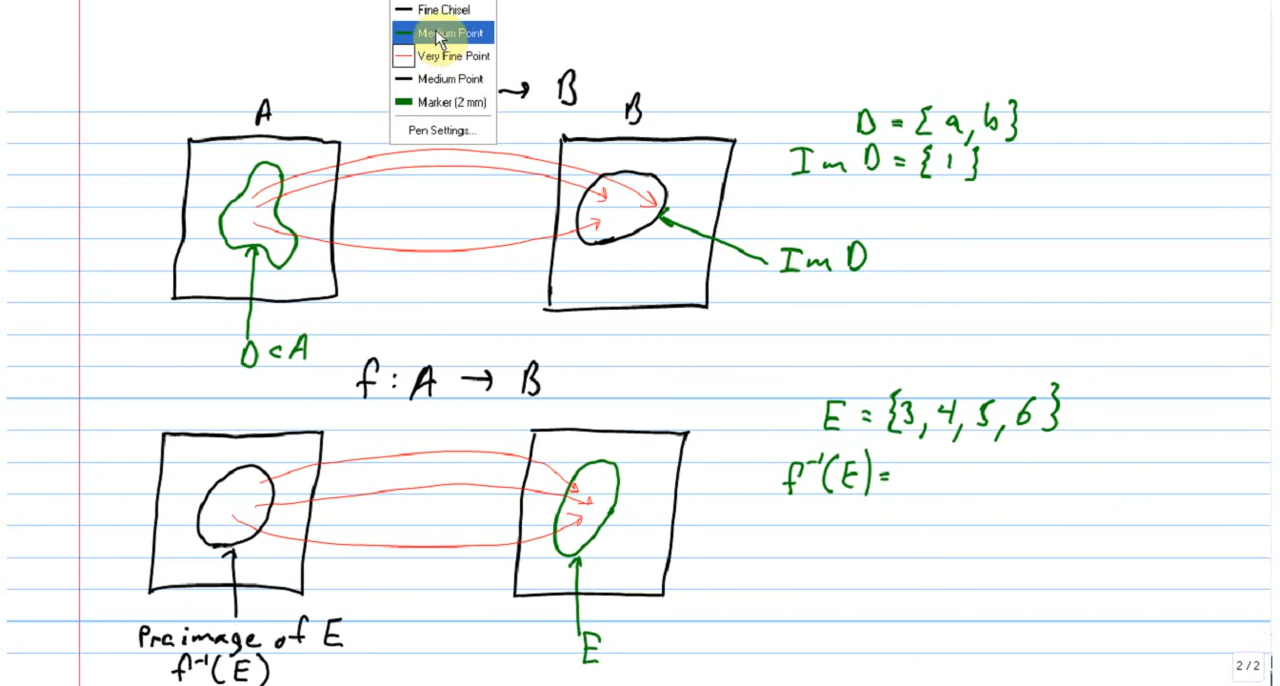 Fine Chisel
Medium Point
Very Fine Point
Medium Point
Marker (2 mm)
Pen Settings...
→ B
A
B
D = {a, b}
Im D = {1}
Im D
D ⊂ A
f : A → B
E = {3, 4, 5, 6}
f⁻¹(E) =
Preimage of E
f⁻¹(E)
E
2 / 2